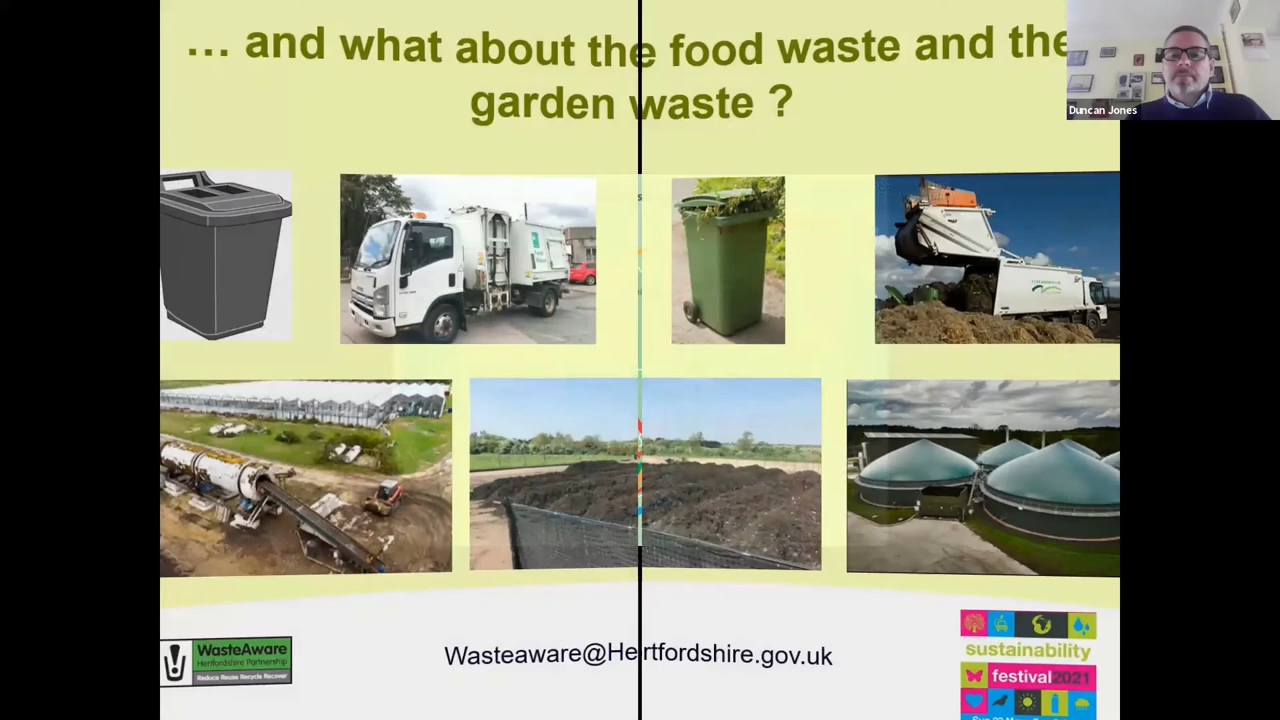 ... and what about the food waste and the
garden waste ?
Duncan Jones
WasteAware
Hertfordshire Partnership
Reduce Reuse Recycle Recover
Wasteaware@Hertfordshire.gov.uk
sustainability
festival2021